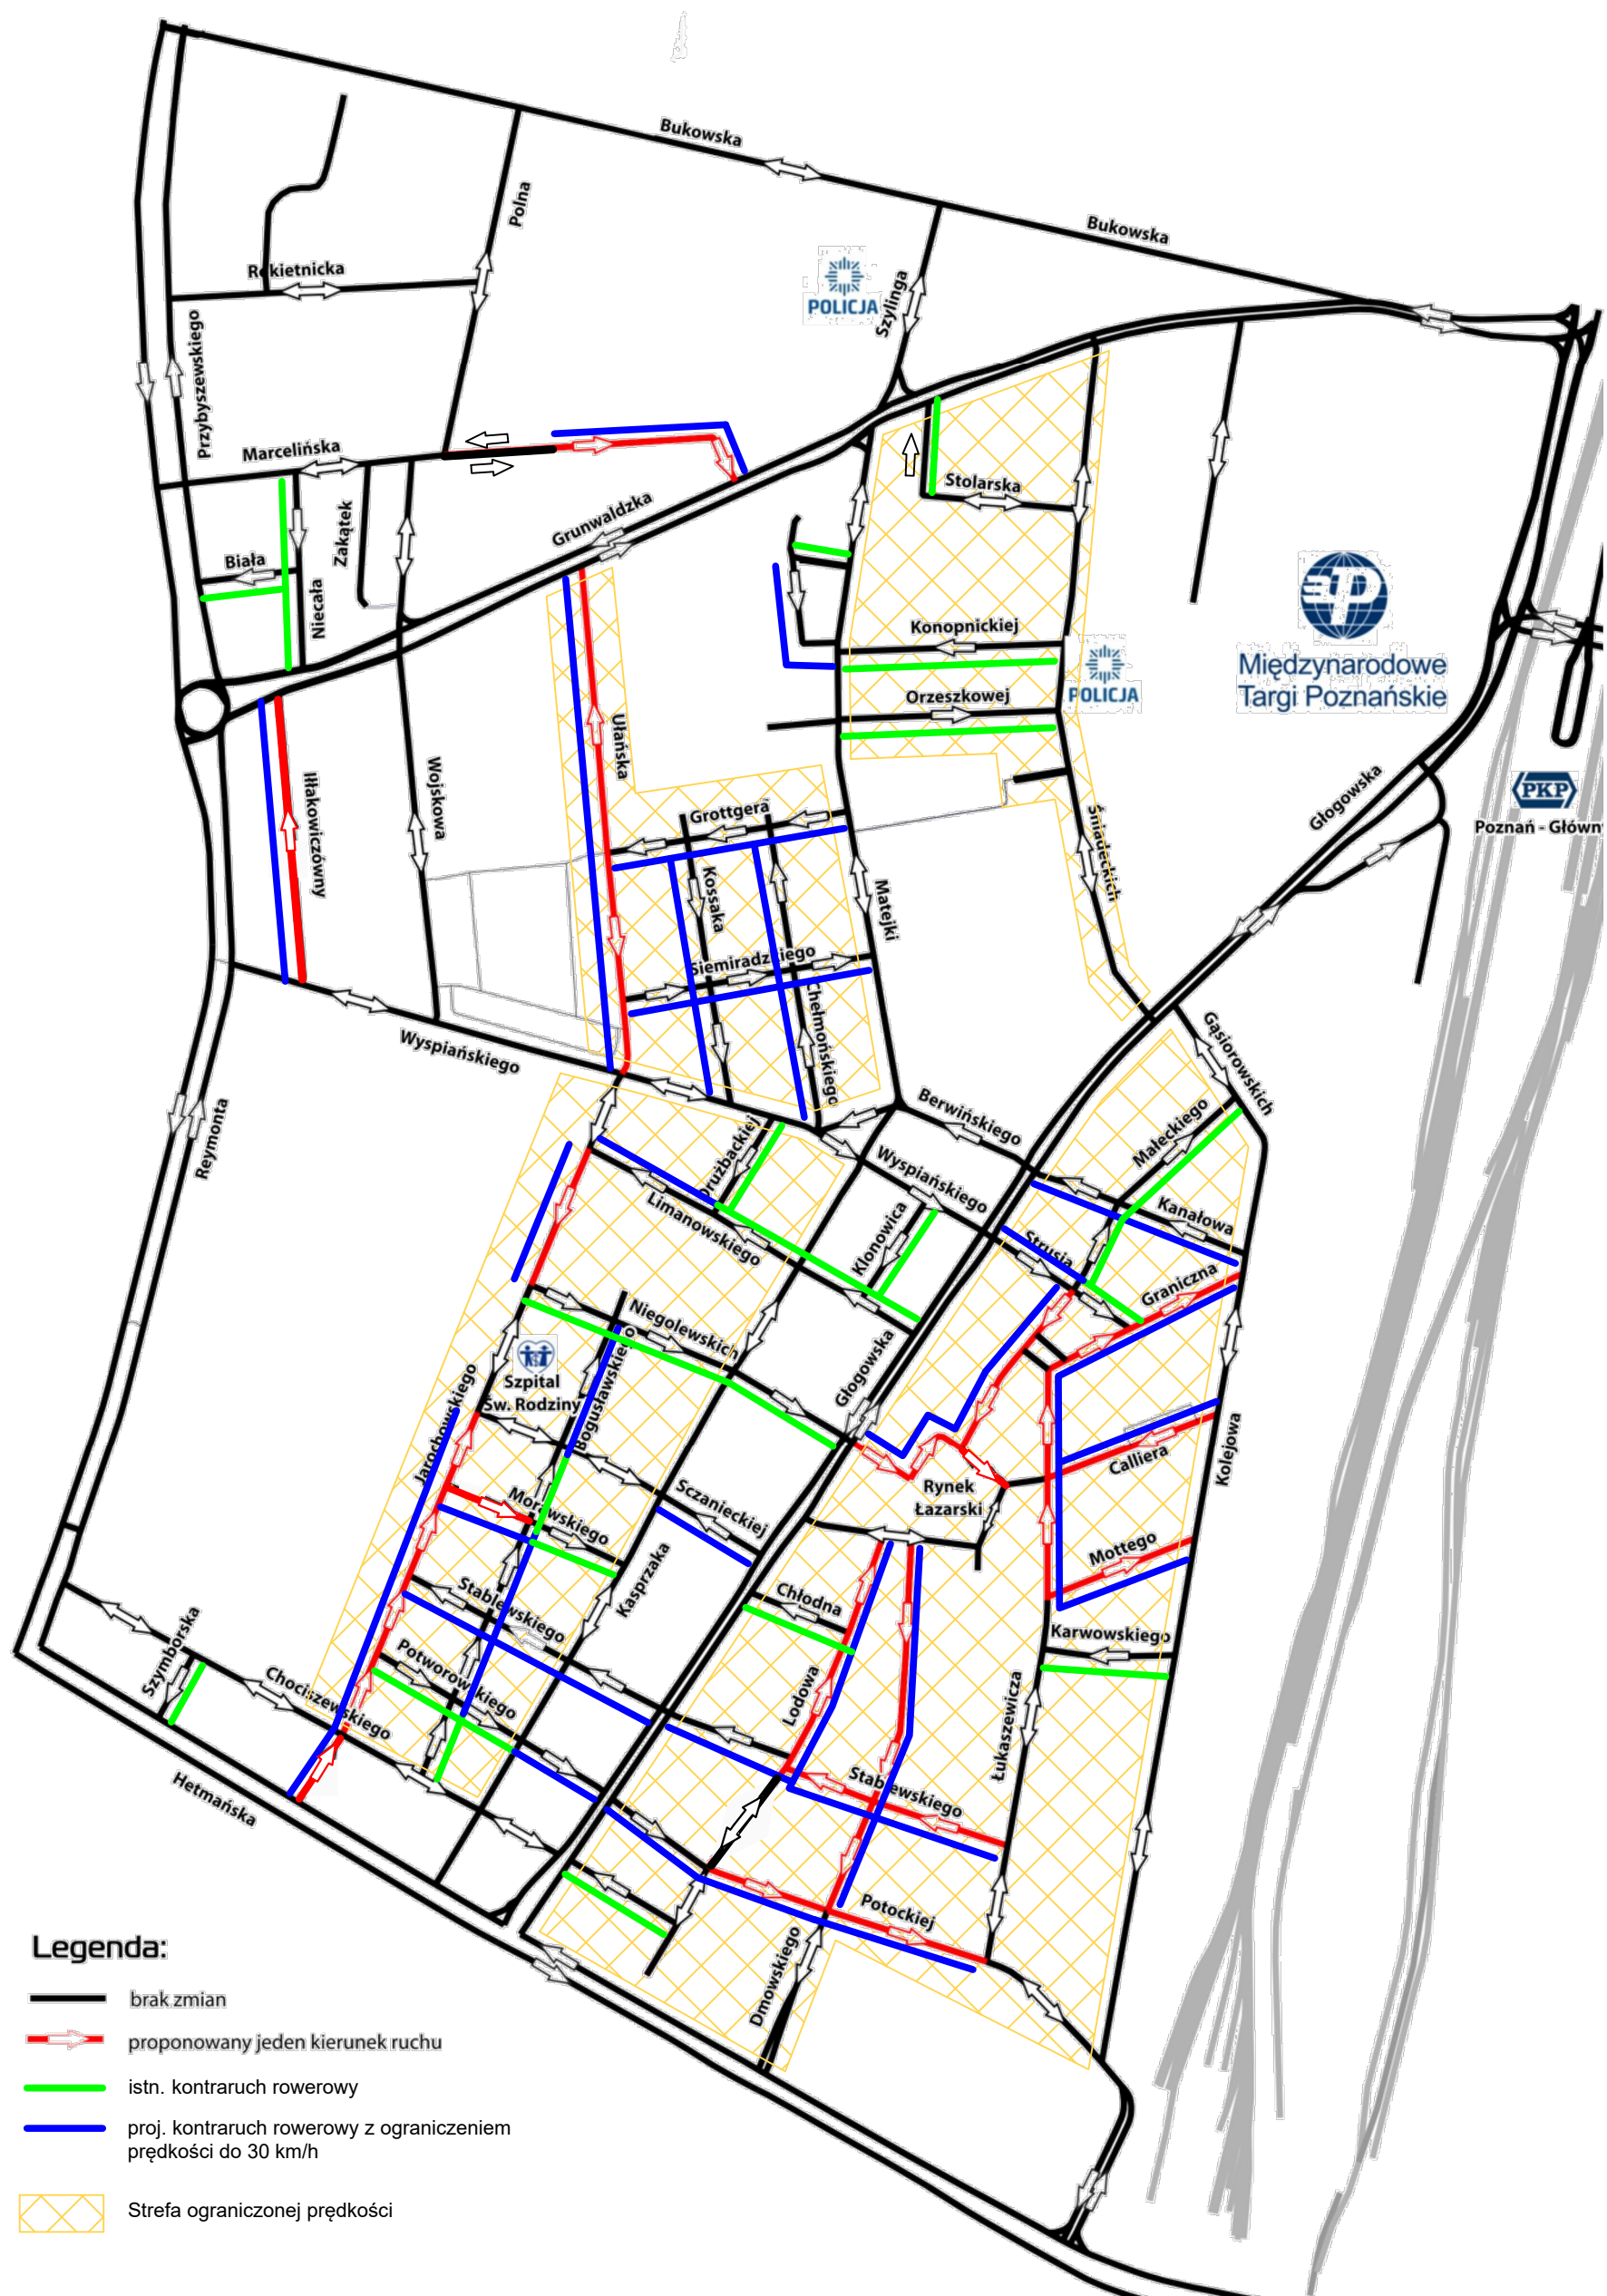 Bukowska
Bukowska
Polna
Rokietnicka
POLICJA
Szylinga
Przybyszewskiego
Marcelińska
Stolarska
Grunwaldzka
Zakątek
Biała
Niecała
Konopnickiej
POLICJA
Międzynarodowe
Targi Poznańskie
Orzeszkowej
Ułańska
Iłłakowiczówny
Wojskowa
Grottgera
Głogowska
PKP
Poznań - Główn
Śniadeckich
Kossaka
Matejki
Siemiradzkiego
Chełmońskiego
Gąsiorowskich
Wyspiańskiego
Reymonta
Berwińskiego
Małeckiego
Drużbackiej
Wyspiańskiego
Limanowskiego
Klonowica
Kanałowa
Strusia
Graniczna
Niegolewskich
Głogowska
Szpital
Św. Rodziny
Bogusławskiego
Jarochowskiego
Kolejowa
Calliera
Rynek
Łazarski
Sczanieckiej
Morawskiego
Mottego
Kasprzaka
Stablewskiego
Chłodna
Karwowskiego
Szymborska
Potworowskiego
Chociszewskiego
Lodowa
Łukaszewicza
Stablewskiego
Hetmańska
Potockiej
Dmowskiego
Legenda:
brak zmian
proponowany jeden kierunek ruchu
istn. kontraruch rowerowy
proj. kontraruch rowerowy z ograniczeniem
prędkości do 30 km/h
Strefa ograniczonej prędkości